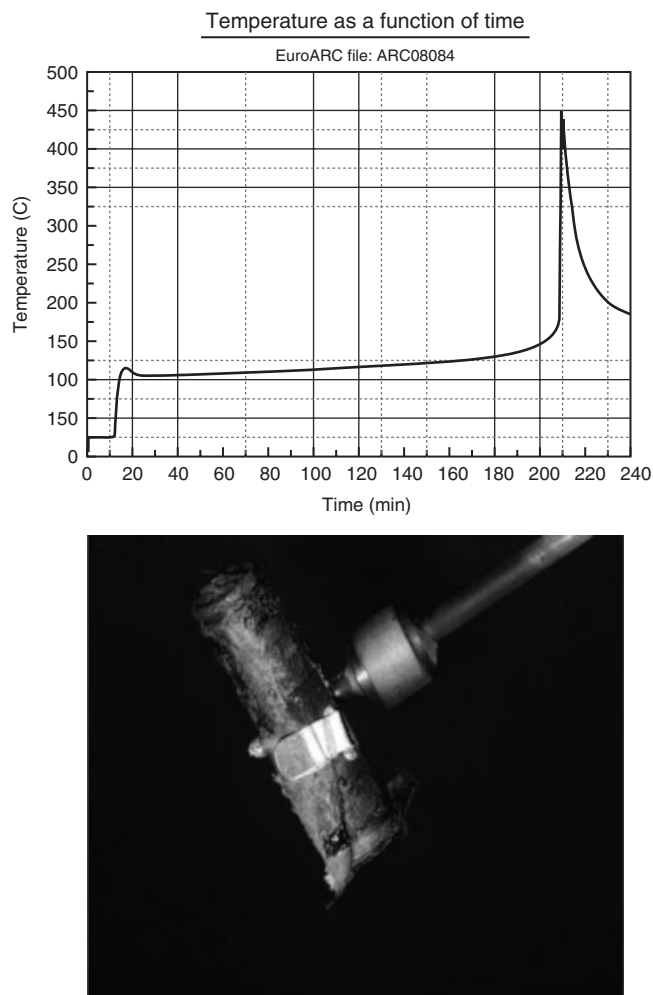 Temperature as a function of time
EuroARC file: ARC08084
500
450
400
350
300
250
200
150
100
150
0
Temperature (C)
0 20 40 60 80 100 120 140 160 180 200 220 230 240
Time (min)